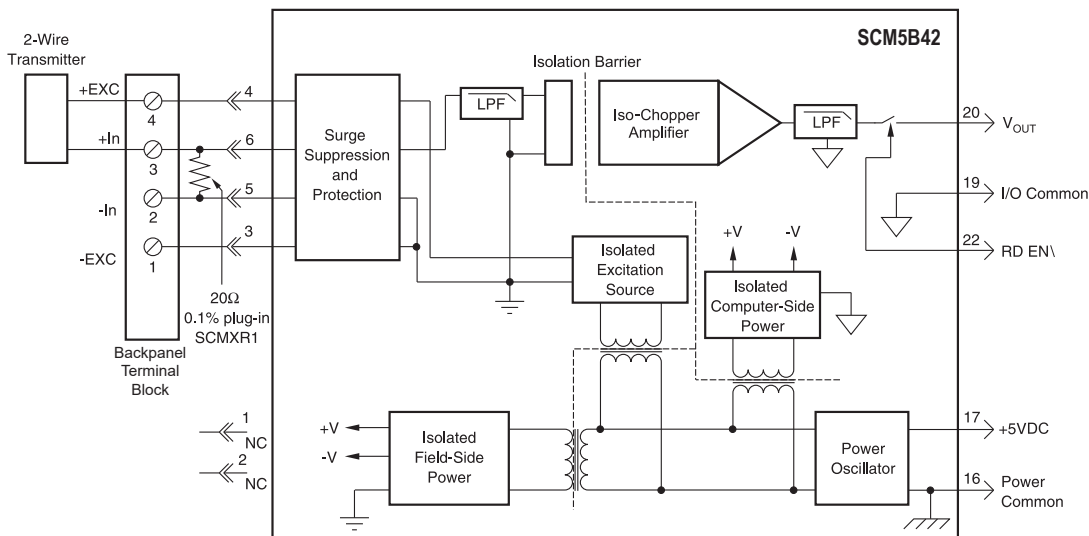 SCM5B42
2-Wire
Transmitter
+EXC
+In
-In
-EXC
4
3
2
1
4
6
5
3
20Ω
0.1% plug-in
SCMXR1
Backpanel
Terminal
Block
Surge
Suppression
and
Protection
LPF
Isolation Barrier
Iso-Chopper
Amplifier
LPF
20
VOUT
19
I/O Common
22
RD EN\
Isolated
Excitation
Source
+V
-V
Isolated
Computer-Side
Power
1
NC
2
NC
+V
-V
Isolated
Field-Side
Power
Power
Oscillator
17
+5VDC
16
Power
Common